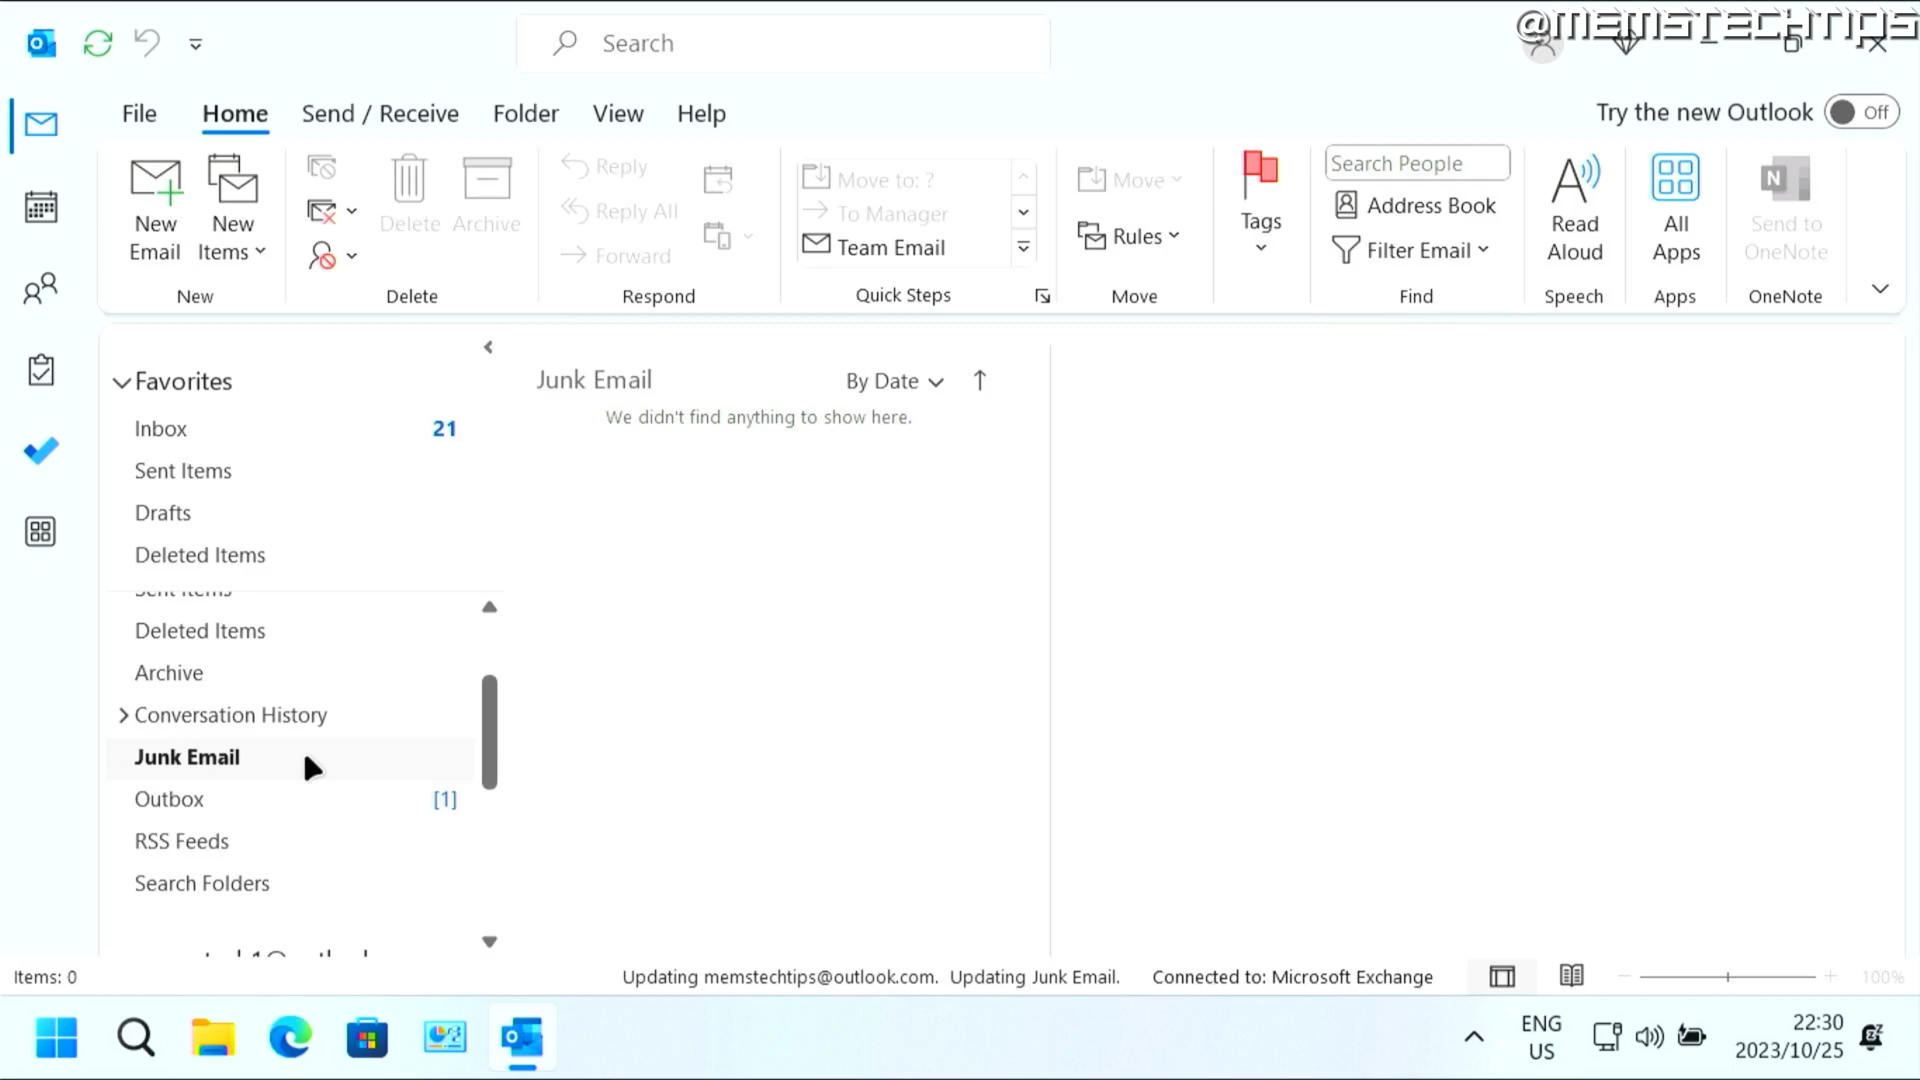 @MEMSTECHTIPS
Search
File Home Send / Receive Folder View Help
Try the new Outlook Off
New Email
New Items
Delete
Archive
Reply
Reply All
Forward
Move to: ?
To Manager
Team Email
Move
Rules
Tags
Search People
Address Book
Filter Email
Read Aloud
All Apps
Send to OneNote
New
Delete
Respond
Quick Steps
Move
Find
Speech
Apps
OneNote
Favorites
Inbox 21
Sent Items
Drafts
Deleted Items
Sent Items
Deleted Items
Archive
Conversation History
Junk Email
Outbox [1]
RSS Feeds
Search Folders
Junk Email
By Date
We didn't find anything to show here.
Items: 0
Updating memstechtips@outlook.com. Updating Junk Email.
Connected to: Microsoft Exchange
100%
ENG
US
22:30
2023/10/25